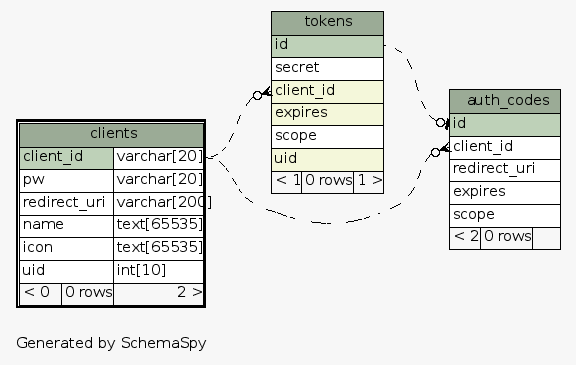 clients
client_id varchar[20]
pw varchar[20]
redirect_uri varchar[200]
name text[65535]
icon text[65535]
uid int[10]
< 0 0 rows 2 >
tokens
id
secret
client_id
expires
scope
uid
< 1 0 rows 1 >
auth_codes
id
client_id
redirect_uri
expires
scope
< 2 0 rows
Generated by SchemaSpy